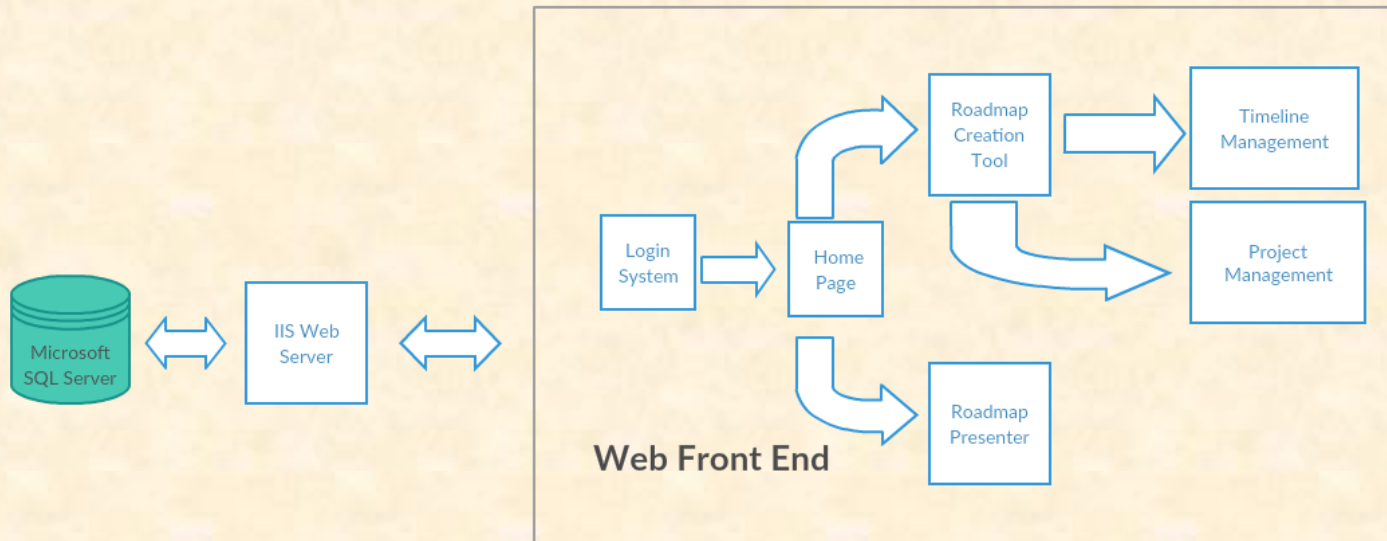 Microsoft
SQL Server
IIS Web
Server
Login
System
Home
Page
Roadmap
Creation
Tool
Timeline
Management
Project
Management
Roadmap
Presenter
Web Front End